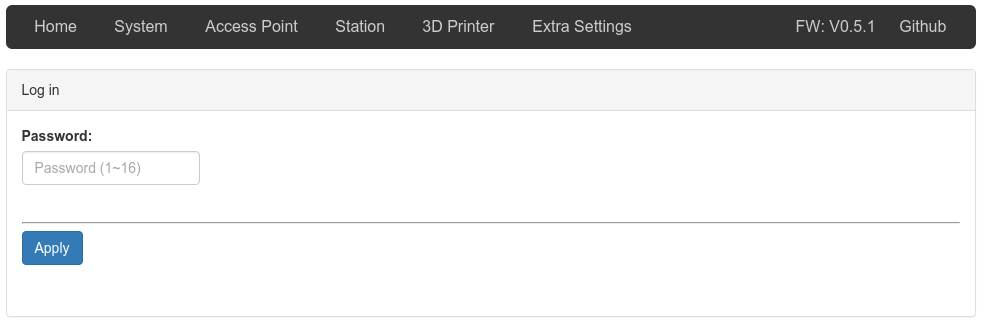 Home System Access Point Station 3D Printer Extra Settings FW: V0.5.1 Github
Log in
Password:
Password (1~16)
Apply